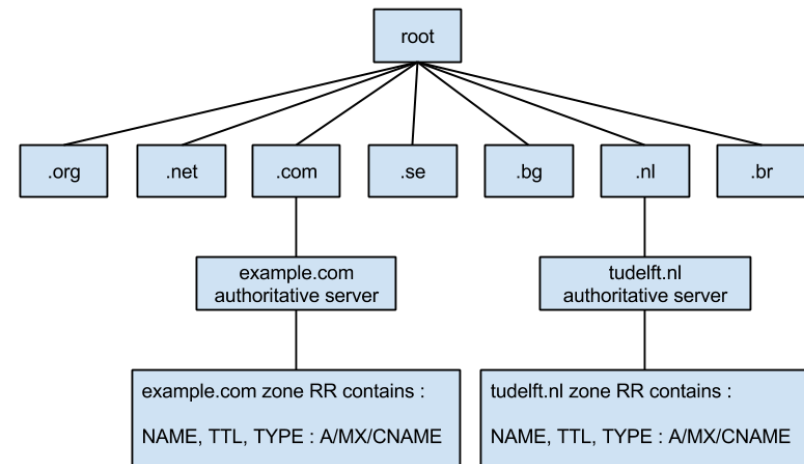 root
.org
.net
.com
.se
.bg
.nl
.br
example.com
authoritative server
tudelft.nl
authoritative server
example.com zone RR contains :
NAME, TTL, TYPE : A/MX/CNAME
tudelft.nl zone RR contains :
NAME, TTL, TYPE : A/MX/CNAME